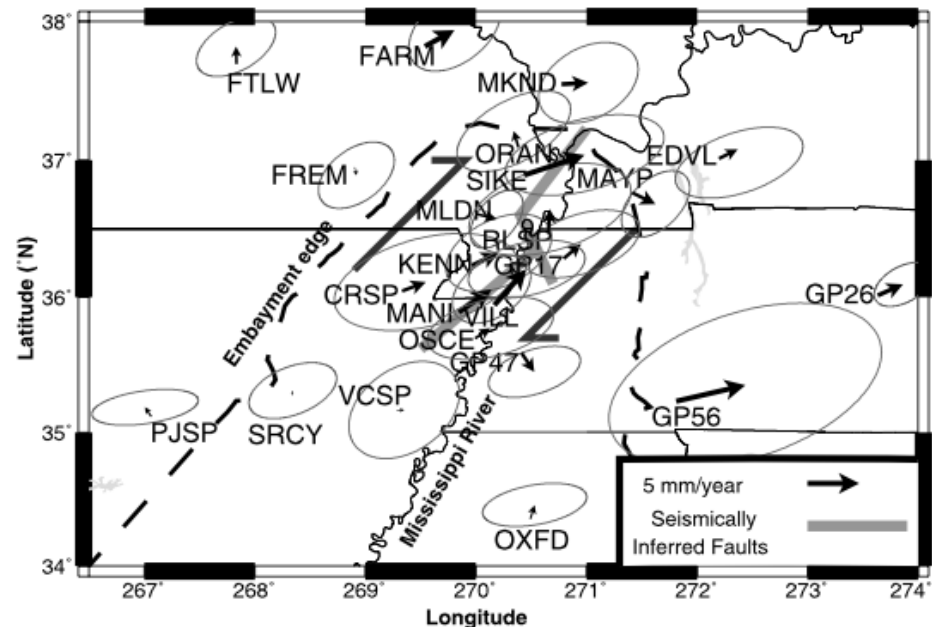 38˚
37˚
36˚
35˚
34˚
Latitude (˚N)
FTLW
FARM
MKND
ORAN
EDVL
FREM
SIKE
MAYF
MLDN
RLSP
KENN
GP17
CRSP
GP26
MANI
VILL
OSCE
GP47
VCSP
GP56
PJSP
SRCY
OXFD
Embayment edge
Mississippi River
5 mm/year
Seismically
Inferred Faults
267˚
268˚
269˚
270˚
271˚
272˚
273˚
274˚
Longitude